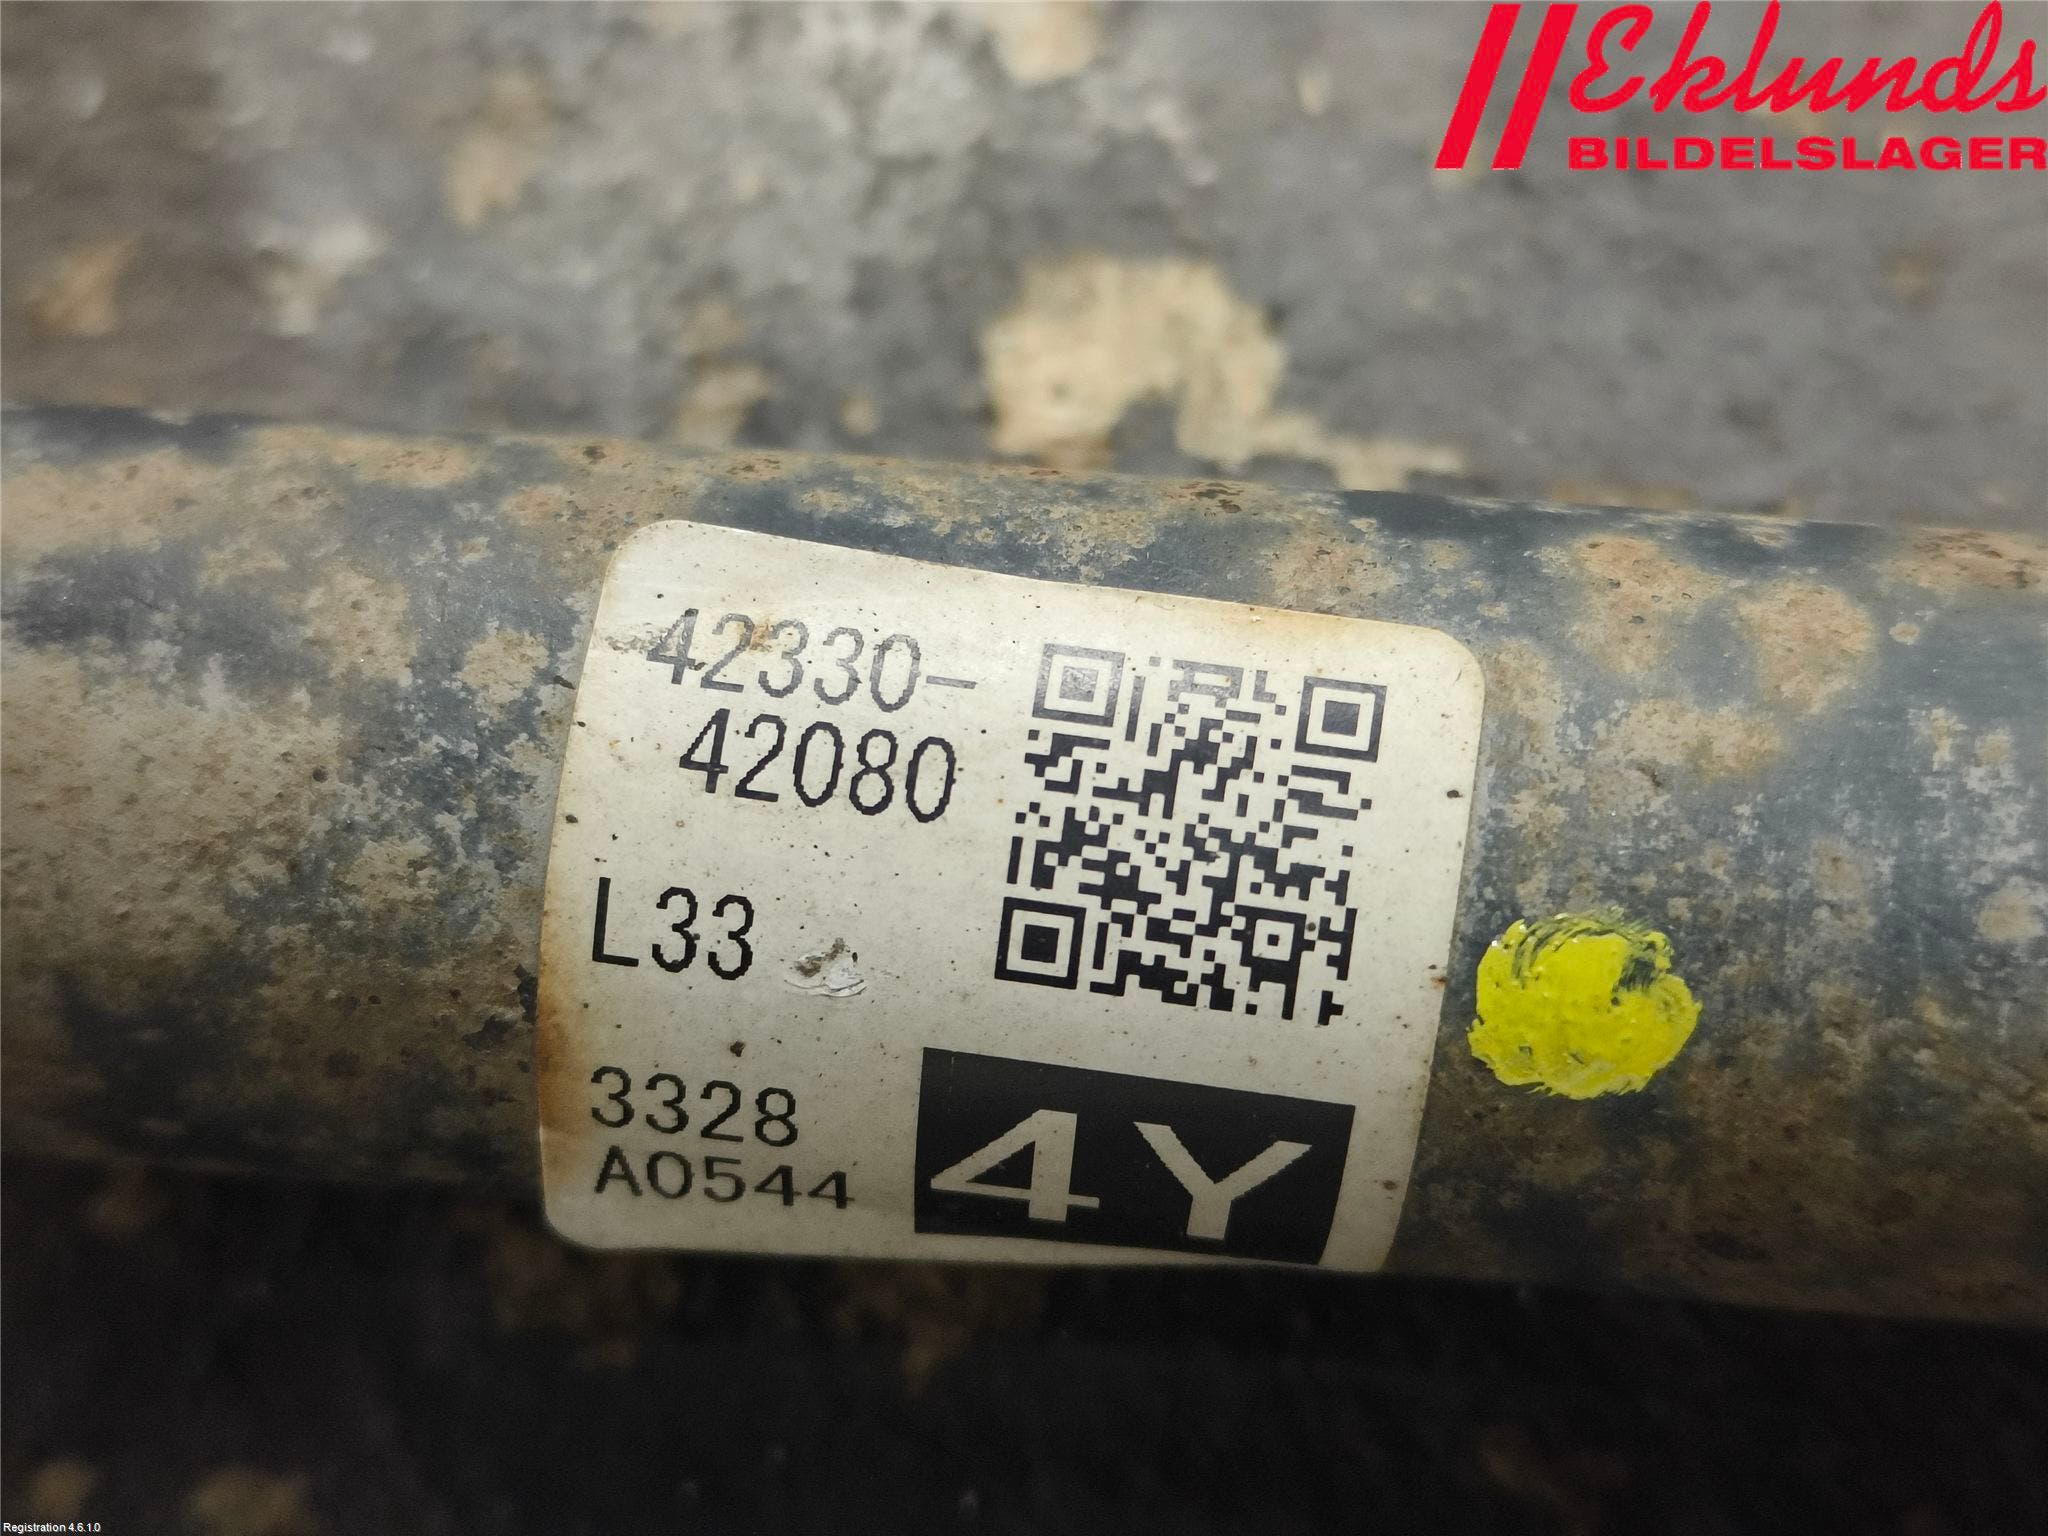 Eklunds
BILDELSLAGER
42330-
42080
L33
3328
A0544
4Y
Registration 4.6.1.0